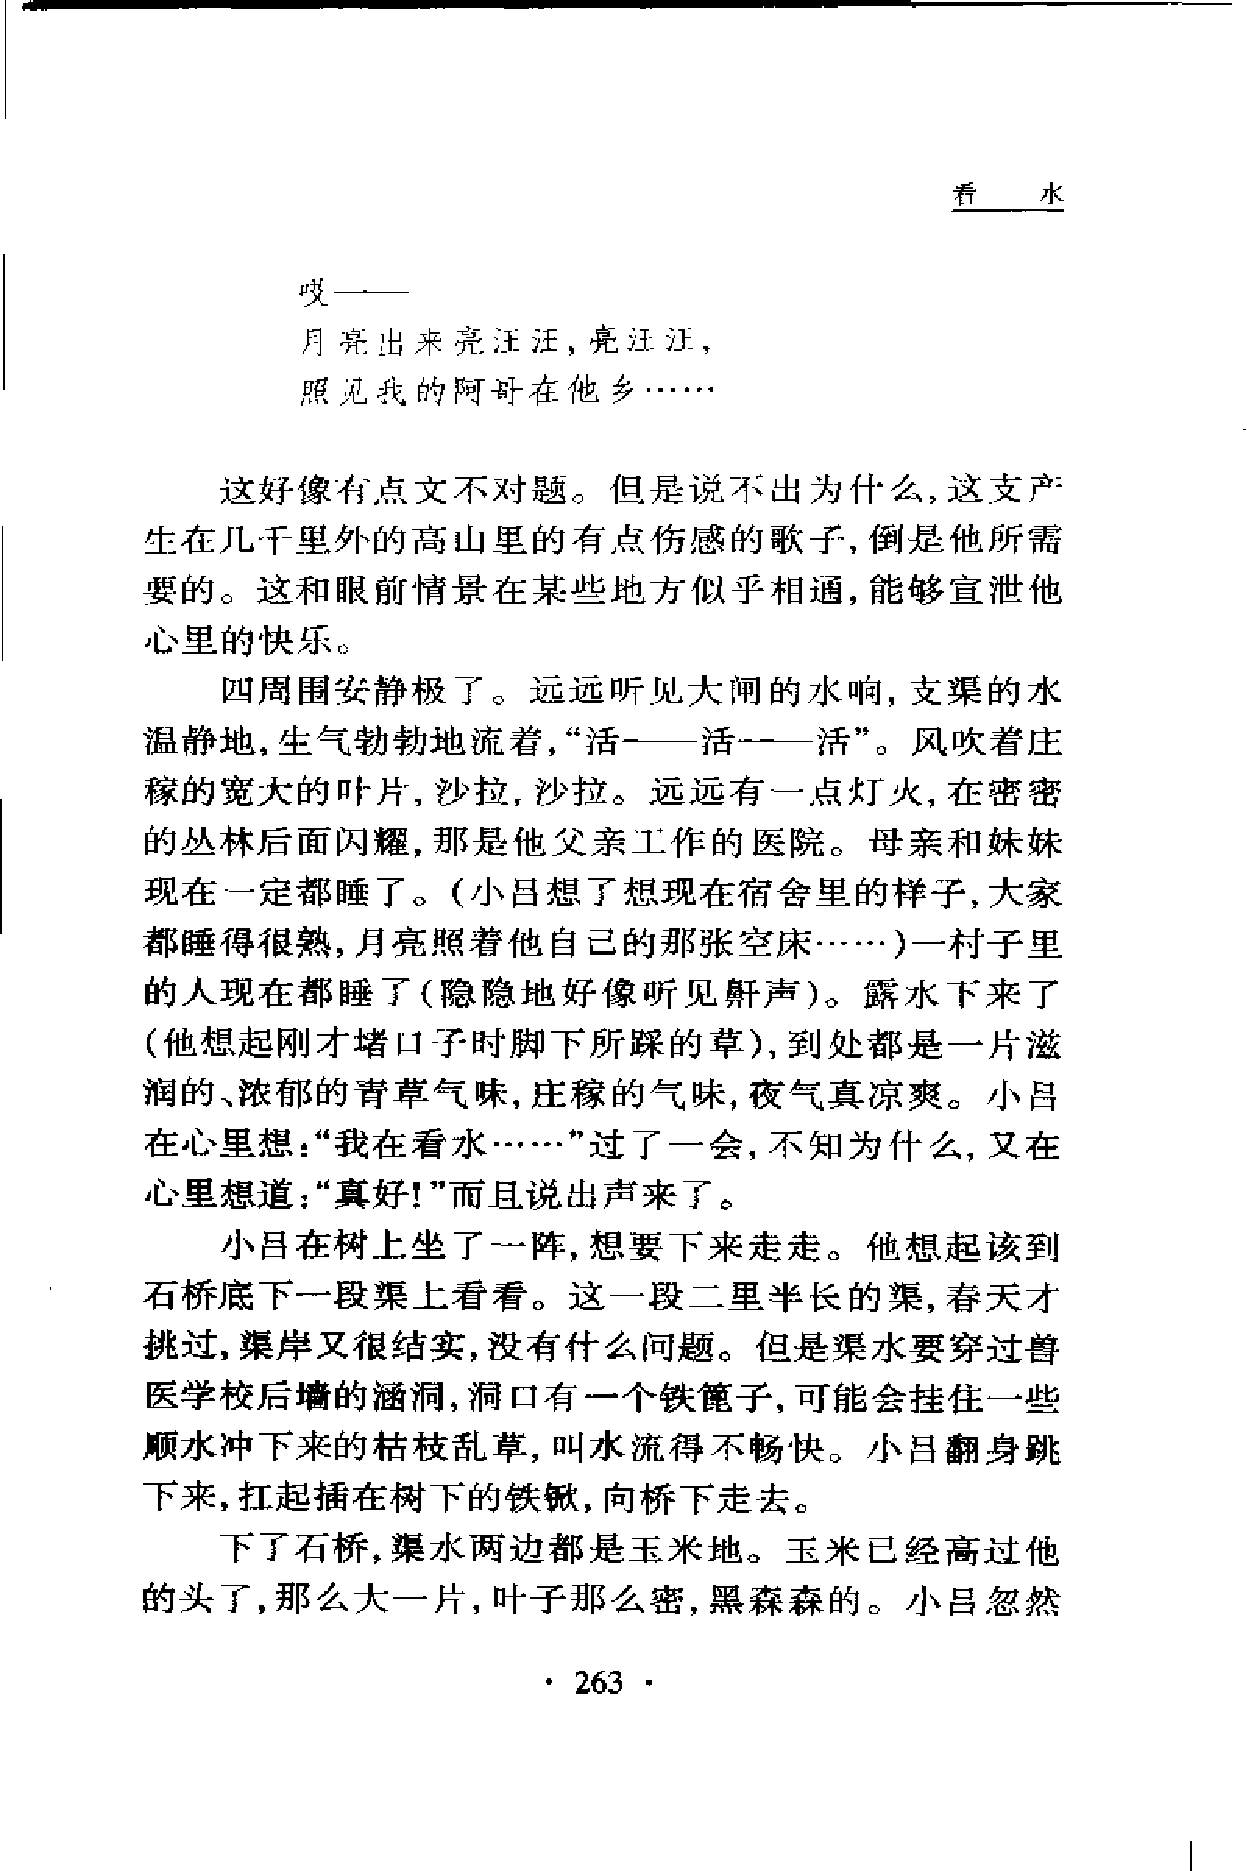 看 水
哎——
月亮出来亮汪汪,亮汪汪,
照见我的阿哥在他乡……
这好像有点文不对题。但是说不出为什么,这支产
生在几千里外的高山里的有点伤感的歌子,倒是他所需
要的。这和眼前情景在某些地方似乎相通,能够宣泄他
心里的快乐。
四周围安静极了。远远听见大闸的水响,支渠的水
温静地,生气勃勃地流着,“活——活——活”。风吹着庄
稼的宽大的叶片,沙拉,沙拉。远远有一点灯火,在密密
的丛林后面闪耀,那是他父亲工作的医院。母亲和妹妹
现在一定都睡了。(小吕想了想现在宿舍里的样子,大家
都睡得很熟,月亮照着他自己的那张空床……)一村子里
的人现在都睡了(隐隐地好像听见鼾声)。露水下来了
(他想起刚才堵口子时脚下所踩的草),到处都是一片滋
润的、浓郁的青草气味,庄稼的气味,夜气真凉爽。小吕
在心里想:“我在看水……”过了一会,不知为什么,又在
心里想道:“真好!”而且说出声来了。
小吕在树上坐了一阵,想要下来走走。他想起该到
石桥底下一段渠上看看。这一段二里半长的渠,春天才
挑过,渠岸又很结实,没有什么问题。但是渠水要穿过兽
医学校后墙的涵洞,洞口有一个铁篦子,可能会挂住一些
顺水冲下来的枯枝乱草,叫水流得不畅快。小吕翻身跳
下来,扛起插在树下的铁锨,向桥下走去。
下了石桥,渠水两边都是玉米地。玉米已经高过他
的头了,那么大一片,叶子那么密,黑森森的。小吕忽然
· 263 ·